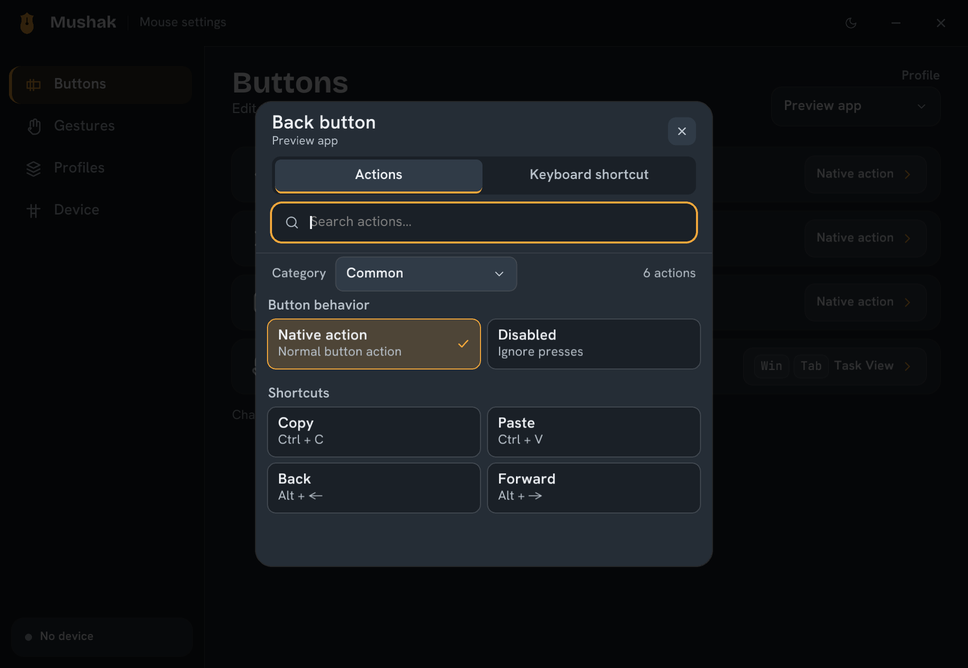 Mushak
Mouse settings
Buttons
Gestures
Profiles
Device
No device
Buttons
Edit
Profile
Preview app
Native action
Native action
Native action
Win Tab Task View
Cha
Back button
Preview app
Actions
Keyboard shortcut
Search actions...
Category
Common
6 actions
Button behavior
Native action
Normal button action
Disabled
Ignore presses
Shortcuts
Copy
Ctrl + C
Paste
Ctrl + V
Back
Alt + ←
Forward
Alt + →